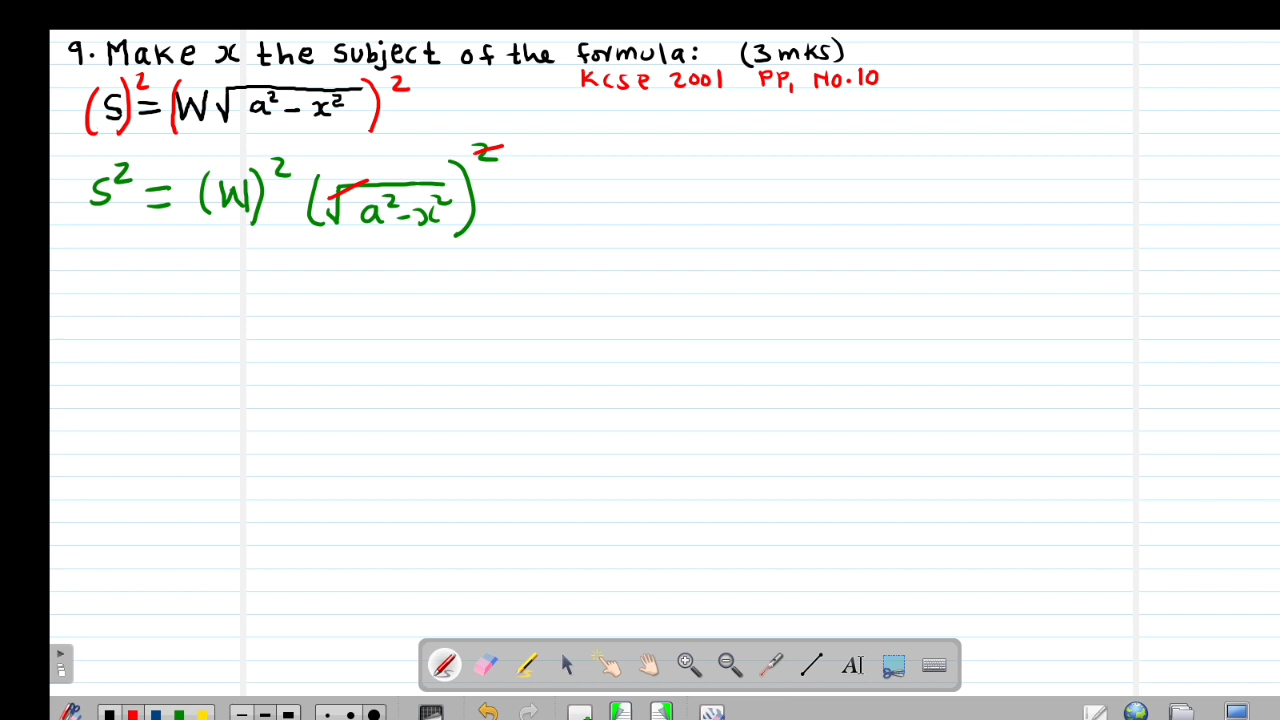 9. Make x the subject of the formula: (3 mks)
KCSE 2001 PP1 No.10
(S)² = (W√a² - x²)²
S² = (W)² (√a² - x²)²
AI